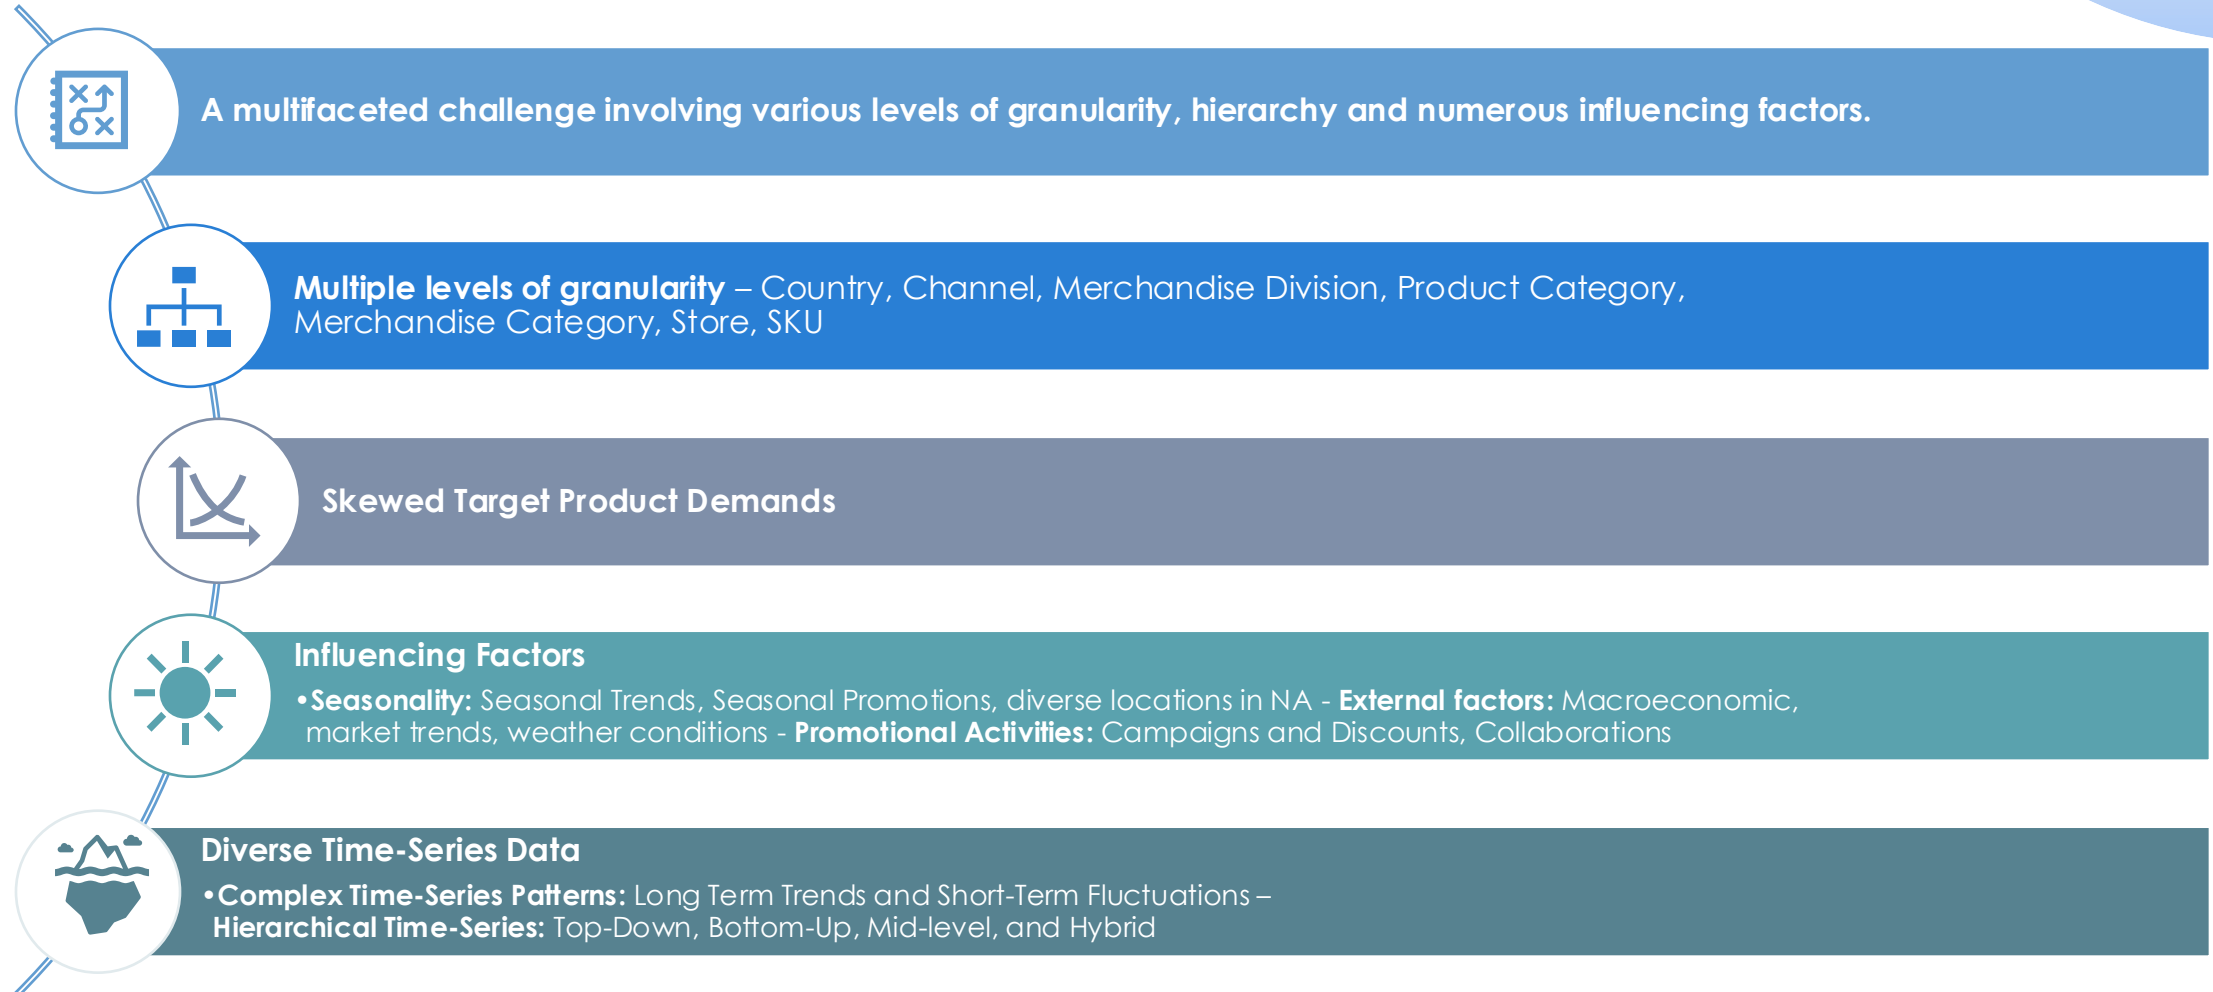 A multifaceted challenge involving various levels of granularity, hierarchy and numerous influencing factors.
Multiple levels of granularity – Country, Channel, Merchandise Division, Product Category,
Merchandise Category, Store, SKU
Skewed Target Product Demands
Influencing Factors
•Seasonality: Seasonal Trends, Seasonal Promotions, diverse locations in NA - External factors: Macroeconomic,
market trends, weather conditions - Promotional Activities: Campaigns and Discounts, Collaborations
Diverse Time-Series Data
•Complex Time-Series Patterns: Long Term Trends and Short-Term Fluctuations –
Hierarchical Time-Series: Top-Down, Bottom-Up, Mid-level, and Hybrid